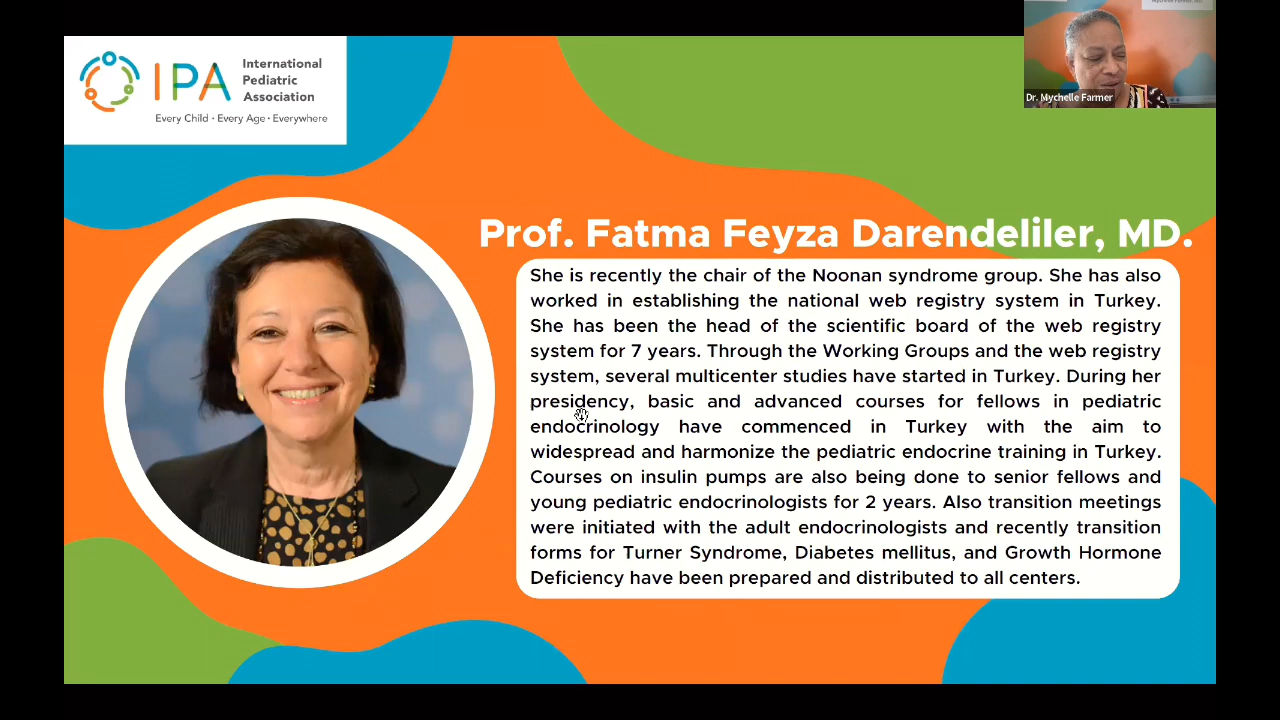 IPA
International
Pediatric
Association
Every Child · Every Age · Everywhere
Dr. Mychelle Farmer
Prof. Fatma Feyza Darendeliler, MD.
She is recently the chair of the Noonan syndrome group. She has also
worked in establishing the national web registry system in Turkey.
She has been the head of the scientific board of the web registry
system for 7 years. Through the Working Groups and the web registry
system, several multicenter studies have started in Turkey. During her
presidency, basic and advanced courses for fellows in pediatric
endocrinology have commenced in Turkey with the aim to
widespread and harmonize the pediatric endocrine training in Turkey.
Courses on insulin pumps are also being done to senior fellows and
young pediatric endocrinologists for 2 years. Also transition meetings
were initiated with the adult endocrinologists and recently transition
forms for Turner Syndrome, Diabetes mellitus, and Growth Hormone
Deficiency have been prepared and distributed to all centers.